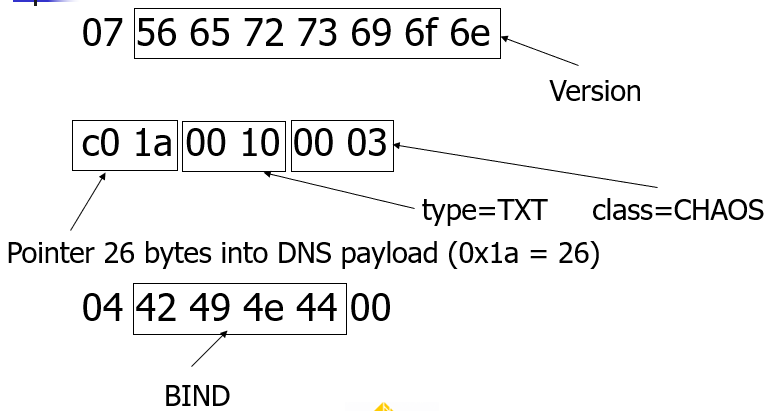 07 56 65 72 73 69 6f 6e
Version
c0 1a 00 10 00 03
type=TXT class=CHAOS
Pointer 26 bytes into DNS payload (0x1a = 26)
04 42 49 4e 44 00
BIND